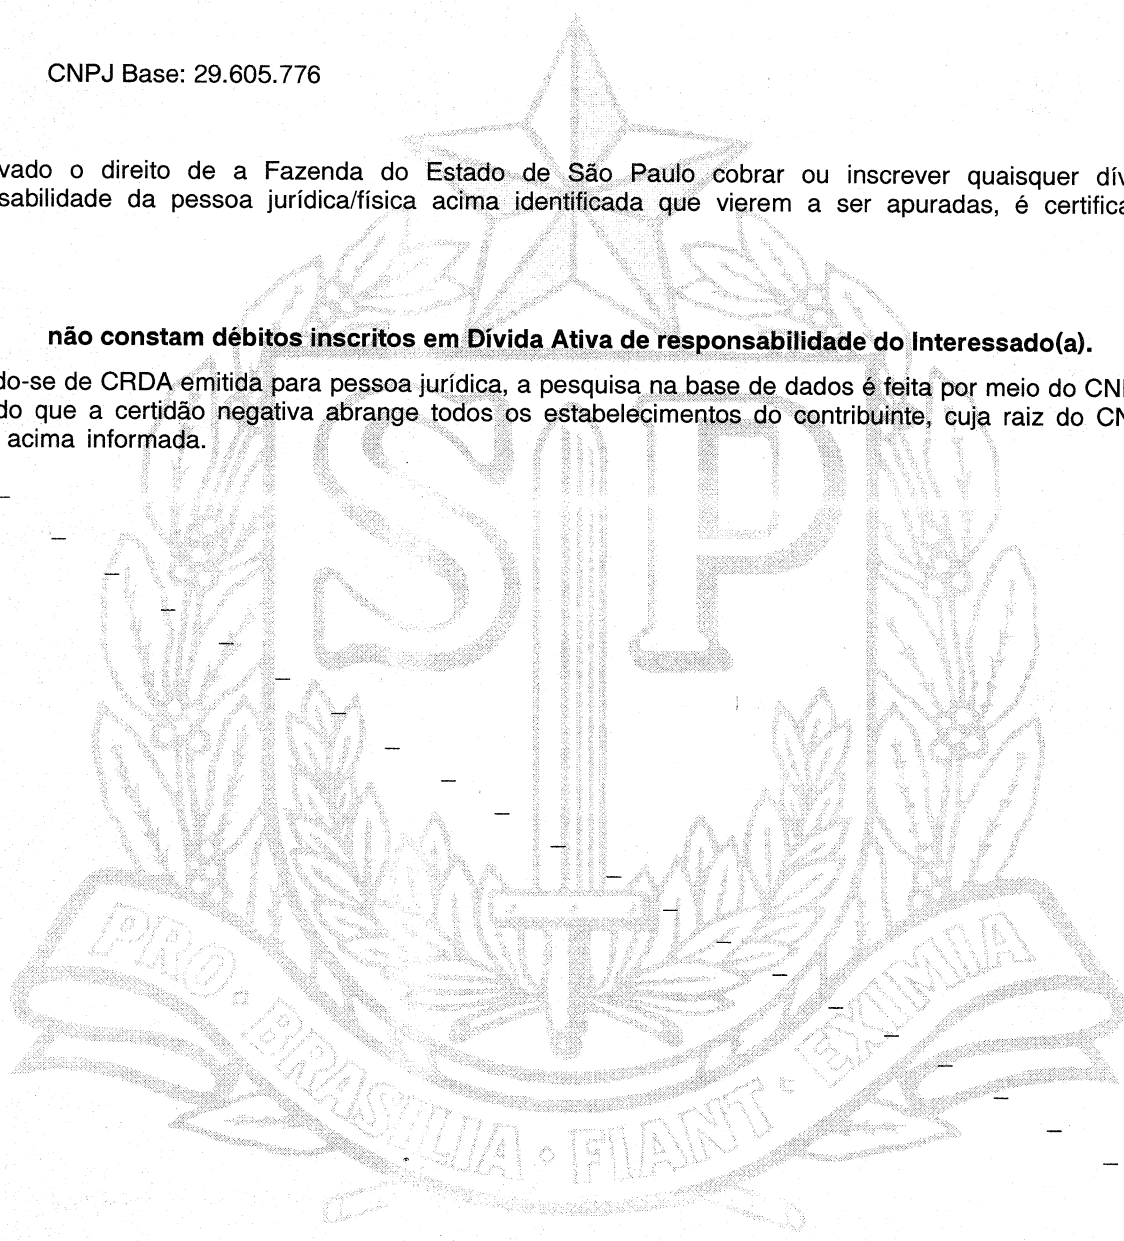 CNPJ Base: 29.605.776
vado o direito de a Fazenda do Estado de São Paulo cobrar ou inscrever quaisquer dív
sabilidade da pessoa jurídica/física acima identificada que vierem a ser apuradas, é certifica
não constam débitos inscritos em Dívida Ativa de responsabilidade do Interessado(a).
do-se de CRDA emitida para pessoa jurídica, a pesquisa na base de dados é feita por meio do CN
do que a certidão negativa abrange todos os estabelecimentos do contribuinte, cuja raiz do CN
acima informada.
SP
PRO BRASILIA FIANT EXIMIA